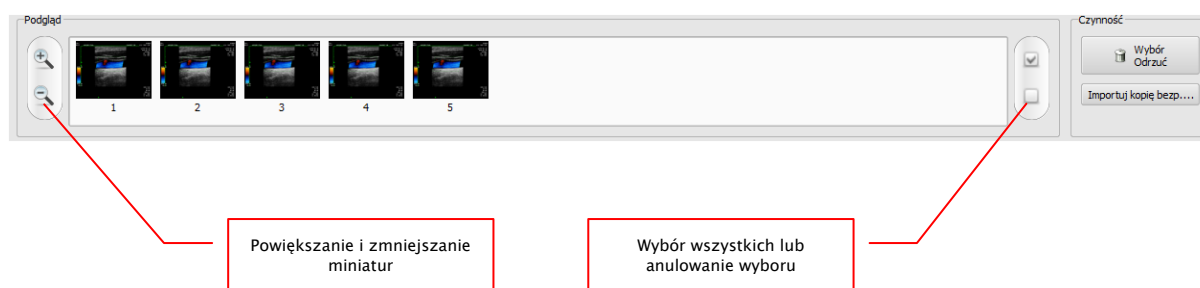 Podgląd
Czynność
Wybór
Odrzuć
Importuj kopię bezp....
1 2 3 4 5
Powiększanie i zmniejszanie
miniatur
Wybór wszystkich lub
anulowanie wyboru